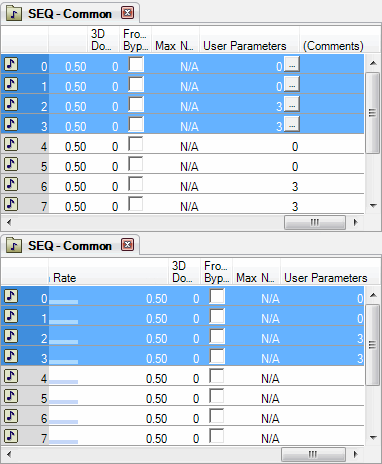 SEQ - Common
3D Do... Fro... Byp... Max N... User Parameters (Comments)
0 0.50 0 N/A 0 ...
1 0.50 0 N/A 0 ...
2 0.50 0 N/A 3 ...
3 0.50 0 N/A 3 ...
4 0.50 0 N/A 0
5 0.50 0 N/A 0
6 0.50 0 N/A 3
7 0.50 0 N/A 3
SEQ - Common
Rate 3D Do... Fro... Byp... Max N... User Parameters
0 0.50 0 N/A 0
1 0.50 0 N/A 0
2 0.50 0 N/A 3
3 0.50 0 N/A 3
4 0.50 0 N/A
5 0.50 0 N/A
6 0.50 0 N/A
7 0.50 0 N/A